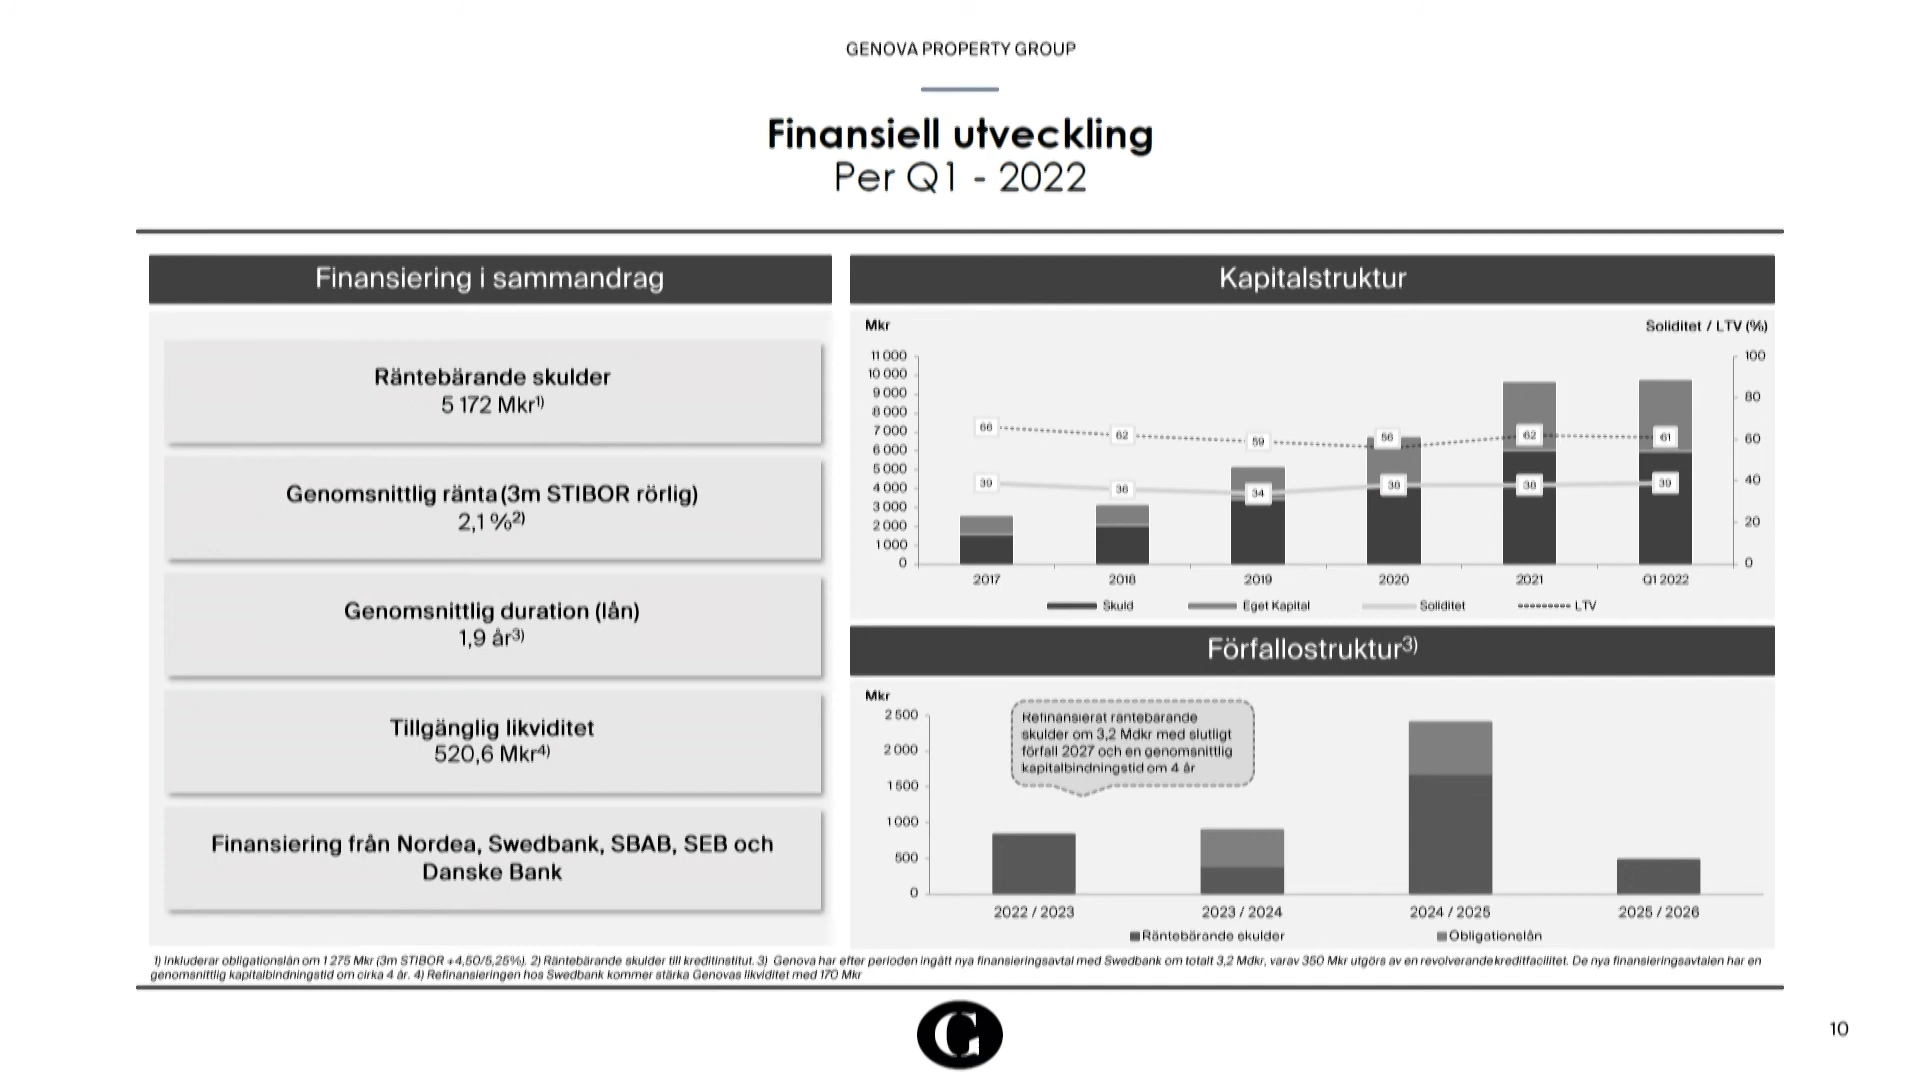 GENOVA PROPERTY GROUP
Finansiell utveckling
Per Q1 - 2022
Finansiering i sammandrag
Räntebärande skulder
5 172 Mkr¹⁾
Genomsnittlig ränta (3m STIBOR rörlig)
2,1 %²⁾
Genomsnittlig duration (lån)
1,9 år³⁾
Tillgänglig likviditet
520,6 Mkr⁴⁾
Finansiering från Nordea, Swedbank, SBAB, SEB och
Danske Bank
Kapitalstruktur
Mkr
Soliditet / LTV (%)
11 000
10 000
9 000
8 000
7 000
6 000
5 000
4 000
3 000
2 000
1 000
0
100
80
60
40
20
0
66
62
59
56
62
61
39
36
34
38
38
39
2017
2018
2019
2020
2021
Q1 2022
Skuld
Eget Kapital
Soliditet
LTV
Förfallostruktur³⁾
Mkr
2 500
2 000
1 500
1 000
500
0
Refinansierat räntebärande
skulder om 3,2 Mdkr med slutligt
förfall 2027 och en genomsnittlig
kapitalbindningstid om 4 år
2022 / 2023
2023 / 2024
2024 / 2025
2025 / 2026
Räntebärande skulder
Obligationslån
1) Inkluderar obligationslån om 1 275 Mkr (3m STIBOR +4,50/5,25%). 2) Räntebärande skulder till kreditinstitut. 3) Genova har efter perioden ingått nya finansieringsavtal med Swedbank om totalt 3,2 Mdkr, varav 350 Mkr utgörs av en revolverande kreditfacilitet. De nya finansieringsavtalen har en
genomsnittlig kapitalbindningstid om cirka 4 år. 4) Refinansieringen hos Swedbank kommer stärka Genovas likviditet med 170 Mkr
G
10